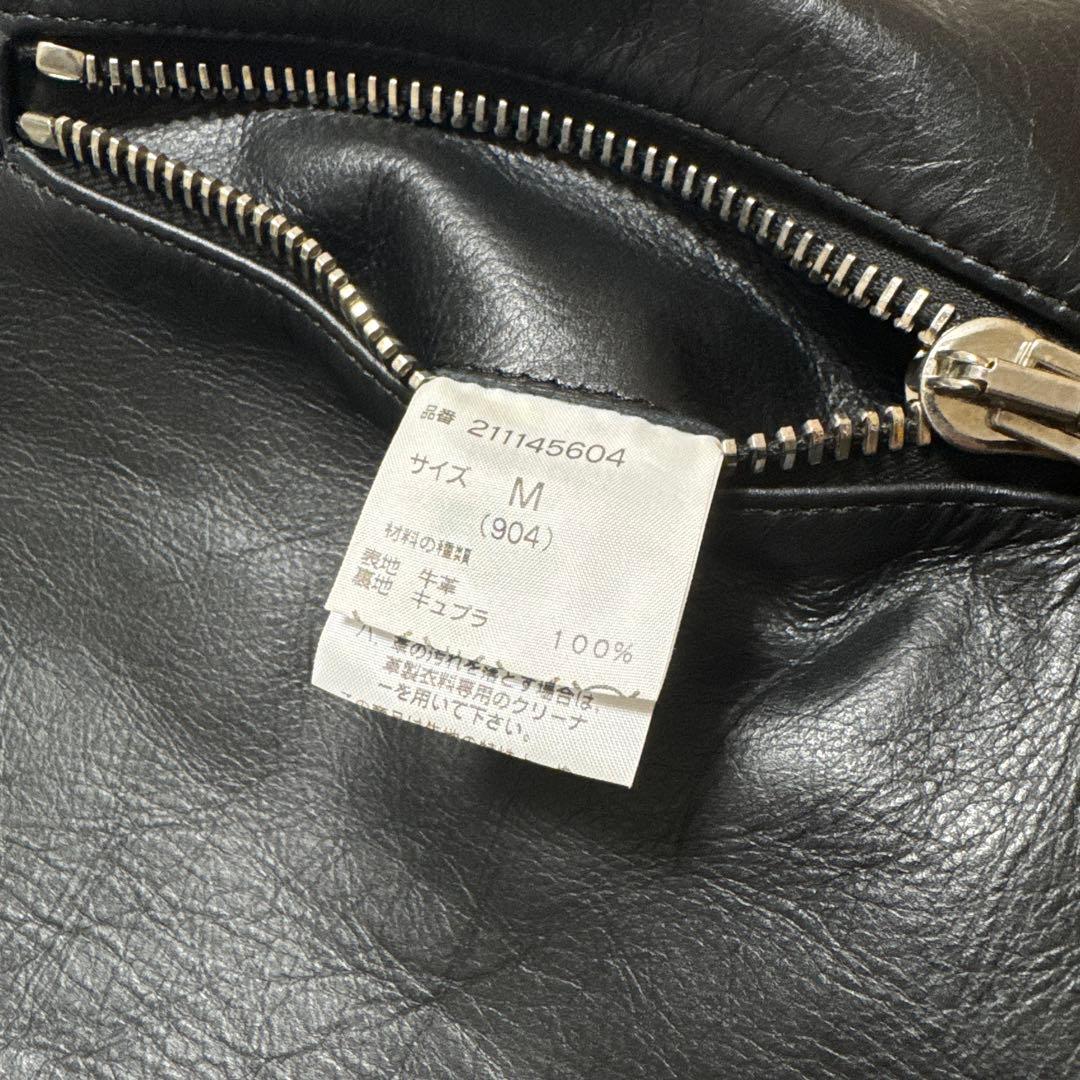 品番 211145604
サイズ M
(904)
材料の種類
表地 牛革
裏地 キュプラ 100%
の汚れを落とす場合は、
革製衣料専用のクリーナ
ーを用いて下さい。